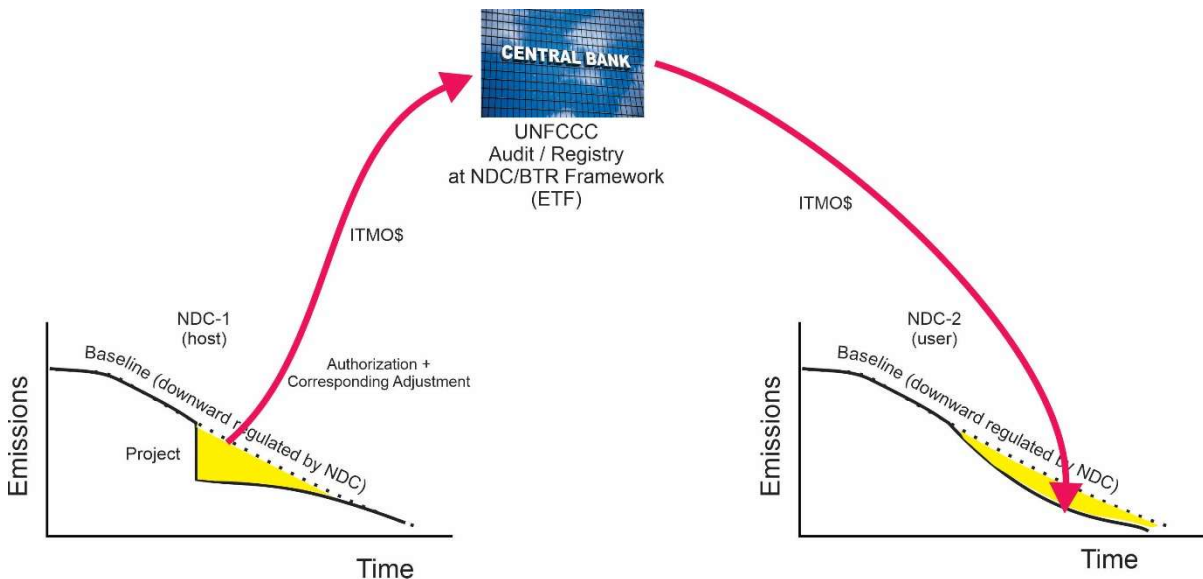 CENTRAL BANK
UNFCCC
Audit / Registry
at NDC/BTR Framework
(ETF)
ITMO$
ITMO$
NDC-1
(host)
Baseline (downward regulated by NDC)
Authorization +
Corresponding Adjustment
Project
Emissions
Time
NDC-2
(user)
Baseline (downward regulated by NDC)
Emissions
Time